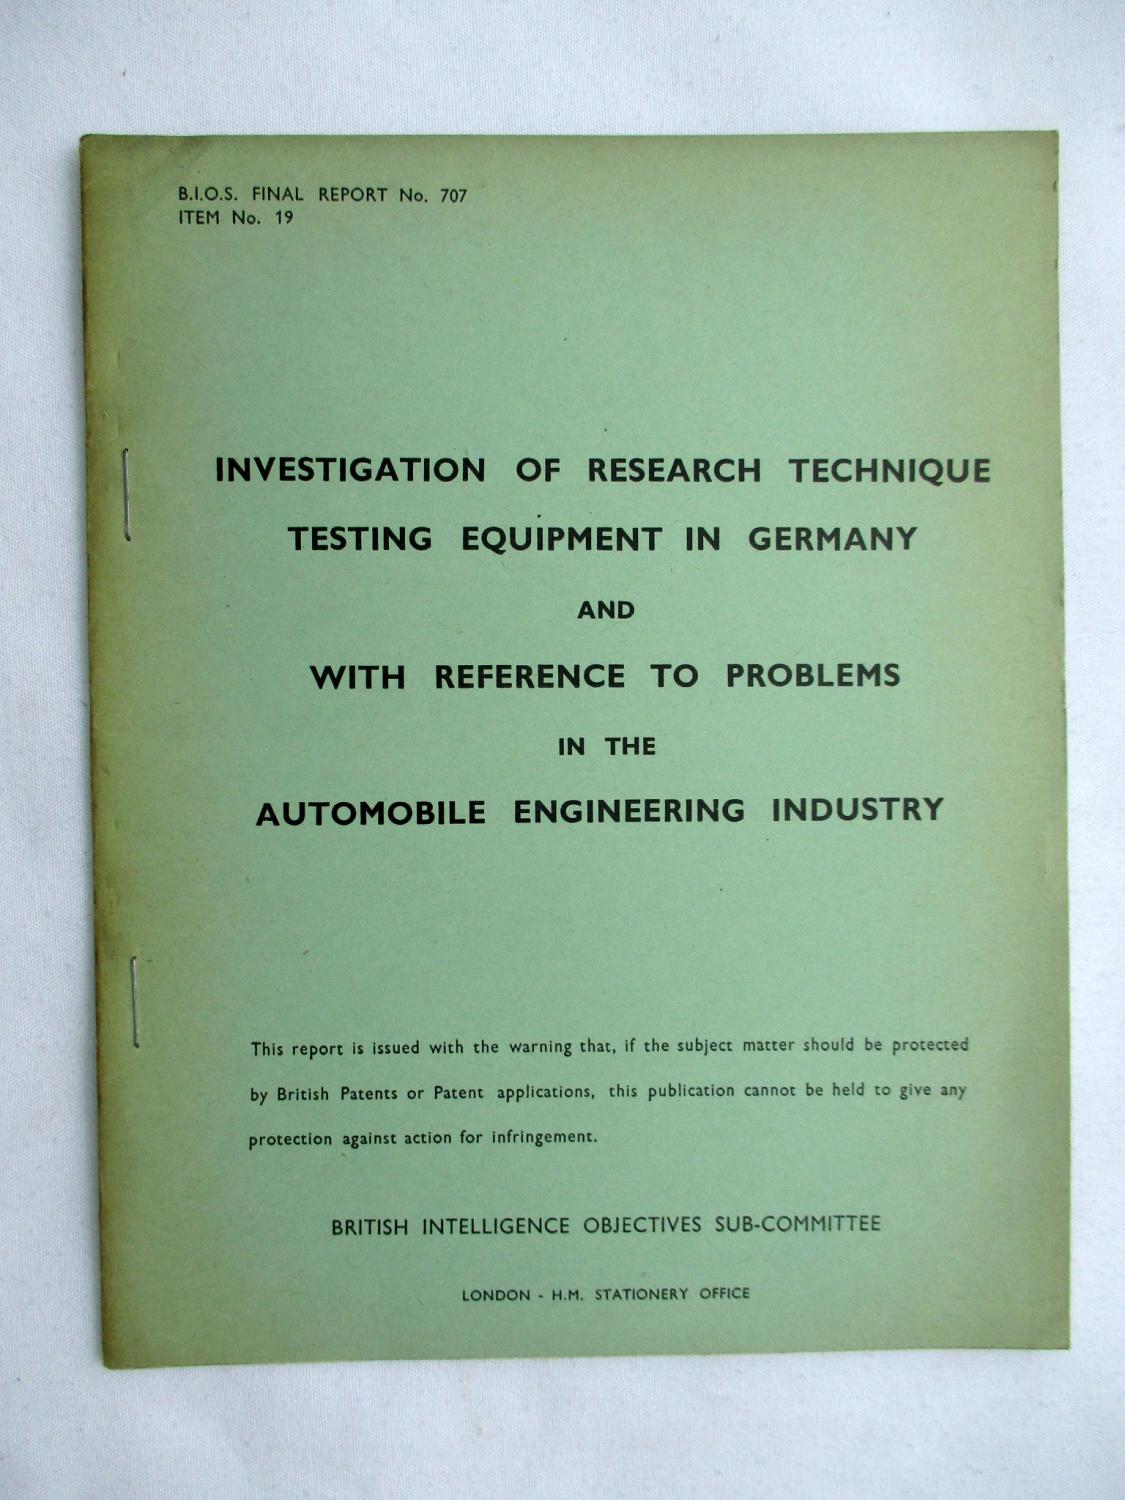 B.I.O.S. FINAL REPORT No. 707
ITEM No. 19
INVESTIGATION OF RESEARCH TECHNIQUE
TESTING EQUIPMENT IN GERMANY
AND
WITH REFERENCE TO PROBLEMS
IN THE
AUTOMOBILE ENGINEERING INDUSTRY
This report is issued with the warning that, if the subject matter should be protected
by British Patents or Patent applications, this publication cannot be held to give any
protection against action for infringement.
BRITISH INTELLIGENCE OBJECTIVES SUB-COMMITTEE
LONDON - H.M. STATIONERY OFFICE